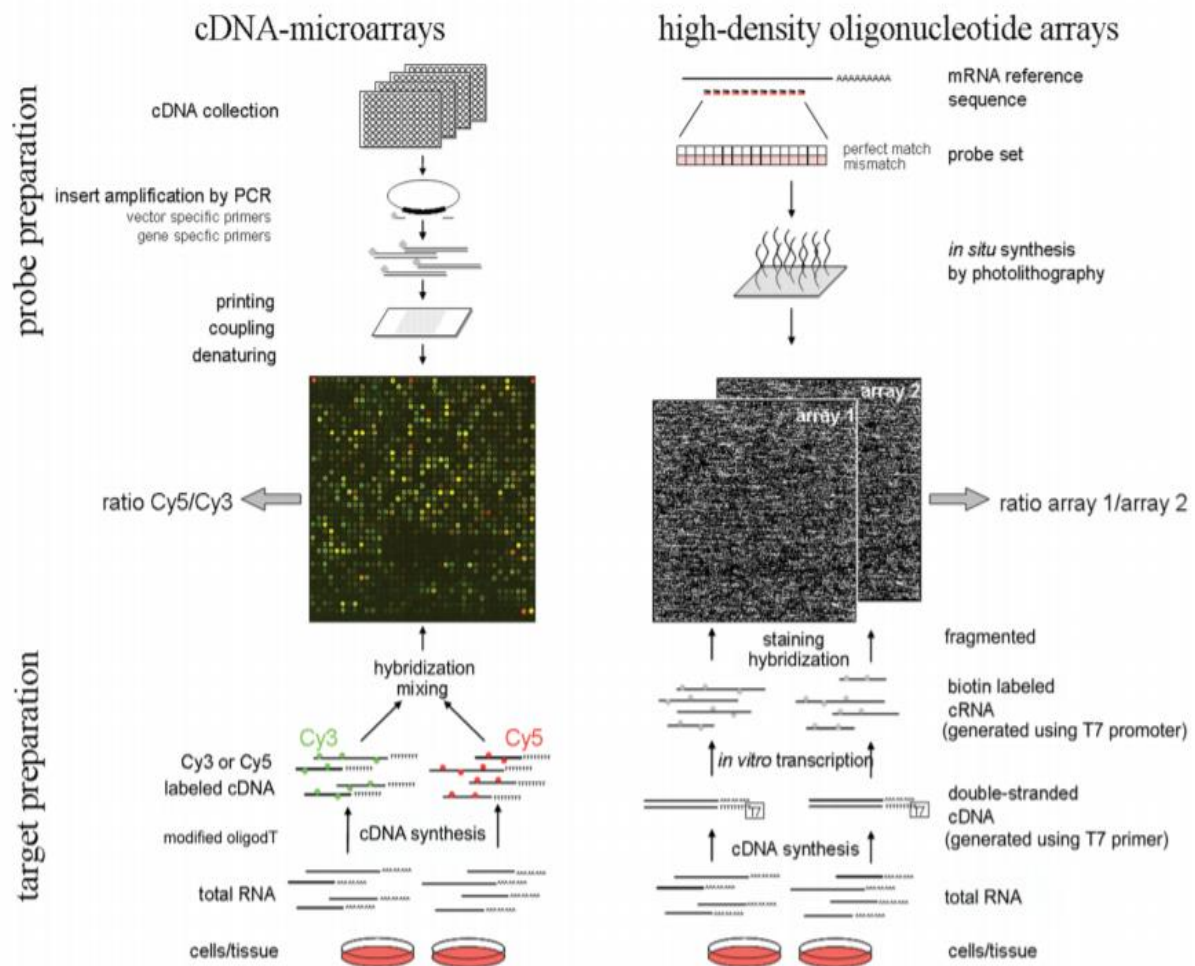 cDNA-microarrays
high-density oligonucleotide arrays
probe preparation
cDNA collection
insert amplification by PCR
vector specific primers
gene specfic primers
printing
coupling
denaturing
AAAAAAAAA
mRNA reference
sequence
perfect match
mismatch
probe set
in situ synthesis
by photolithography
array 1
array 2
ratio Cy5/Cy3
ratio array 1/array 2
target preparation
hybridization
mixing
Cy3
Cy5
Cy3 or Cy5
labeled cDNA
modified oligodT
cDNA synthesis
total RNA
cells/tissue
staining
hybridization
fragmented
biotin labeled
cRNA
(generated using T7 promoter)
in vitro transcription
double-stranded
cDNA
(generated using T7 primer)
T7
T7
cDNA synthesis
total RNA
cells/tissue